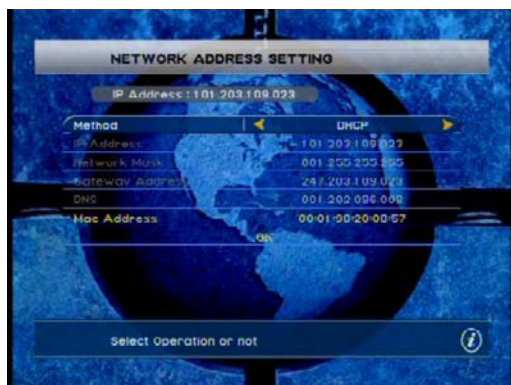 NETWORK ADDRESS SETTING
IP Address : 101.203.109.023
Method DHCP
IP Address 101.203.109.023
Network Mask 001.255.255.255
Gateway Address 247.203.109.023
DNS 001.202.096.008
Mac Address 00:01:90:20:00:57
OK
Select Operation or not
i